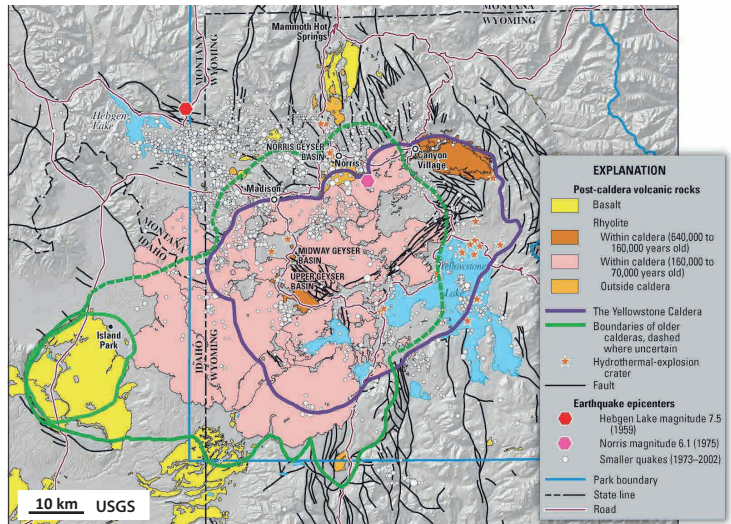 MONTANA
WYOMING
Mammoth Hot
Springs
MONTANA
WYOMING
Hebgen
Lake
NORRIS GEYSER
BASIN
Norris
Canyon
Village
Madison
MONTANA
IDAHO
MIDWAY GEYSER
BASIN
UPPER GEYSER
BASIN
Yellowstone
Lake
Island
Park
IDAHO
WYOMING
MONTANA
IDAHO
WYOMING
10 km USGS
EXPLANATION
Post-caldera volcanic rocks
Basalt
Rhyolite
Within caldera (640,000 to
160,000 years old)
Within caldera (160,000 to
70,000 years old)
Outside caldera
The Yellowstone Caldera
Boundaries of older
calderas, dashed
where uncertain
Hydrothermal-explosion
crater
Fault
Earthquake epicenters
Hebgen Lake magnitude 7.5
(1959)
Norris magnitude 6.1 (1975)
Smaller quakes (1973–2002)
Park boundary
State line
Road